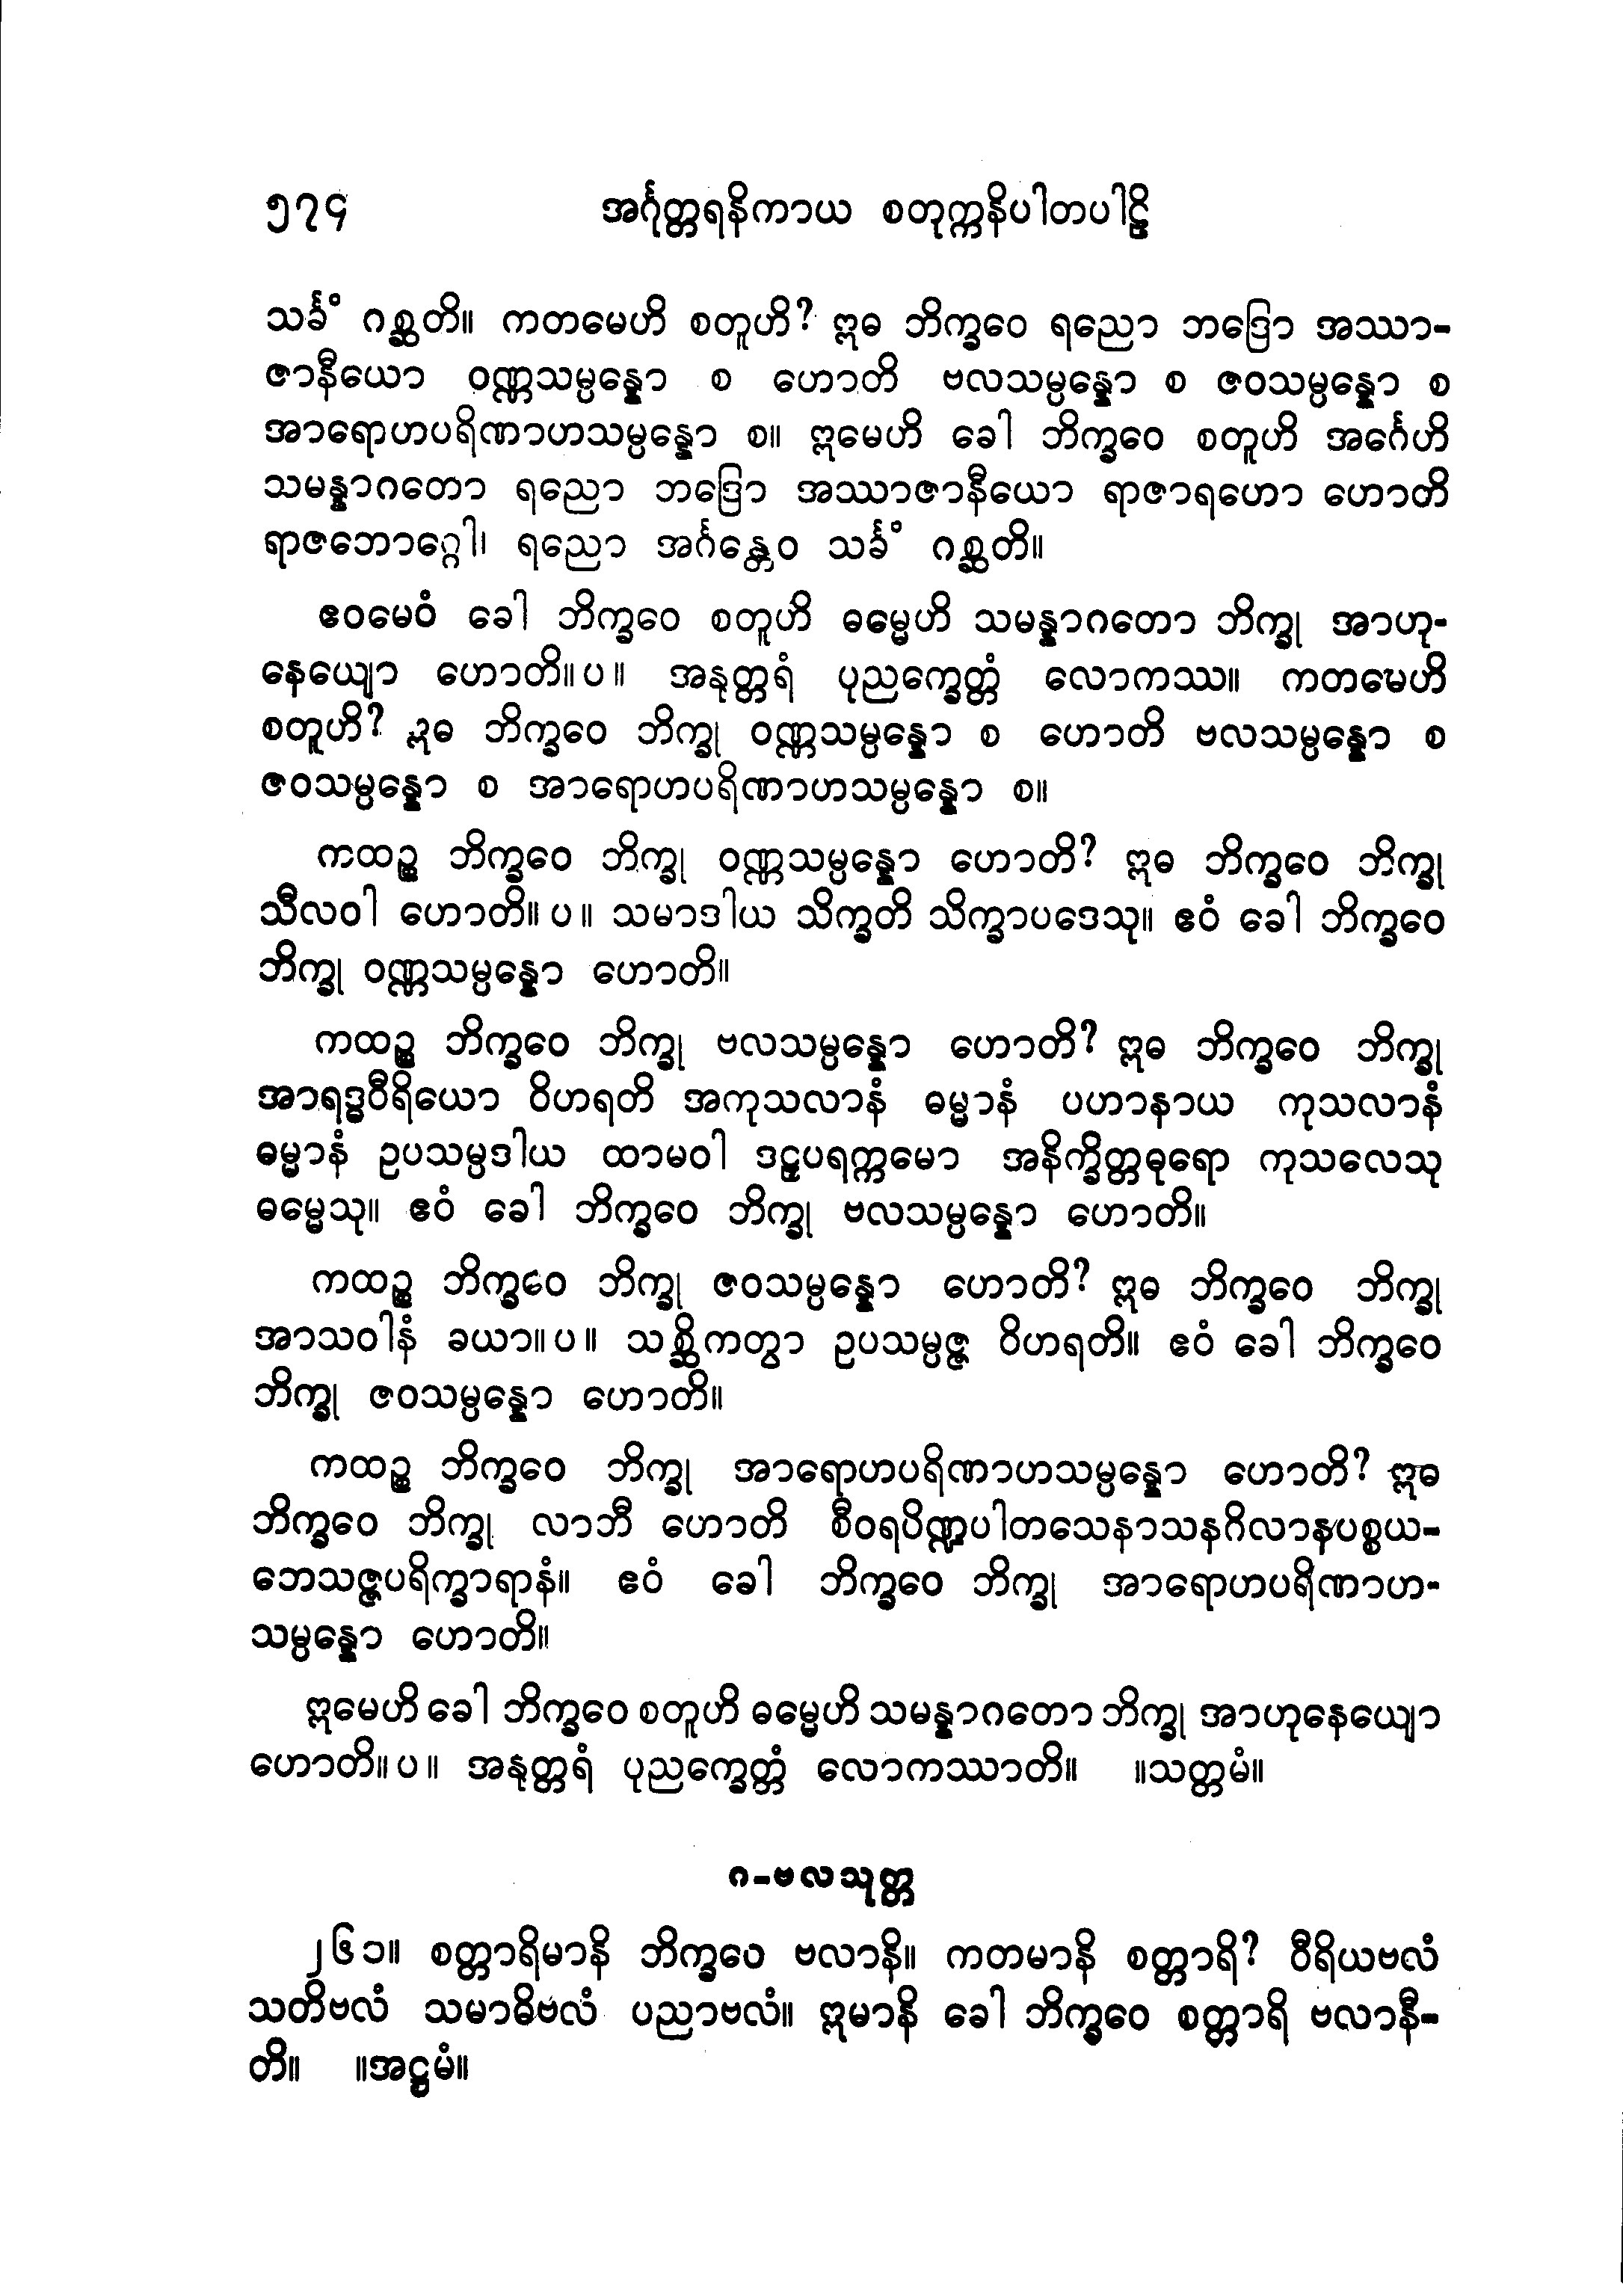 ၅၇၄ အင်္ဂုတ္တရနိကာယ စတုက္ကနိပါတပါဠိ
သင်္ခံ ဂစ္ဆတိ။ ကတမေဟိ စတူဟိ? ဣဓ ဘိက္ခဝေ ရညော ဘဒြော အဿာ-
ဇာနီယော ဝဏ္ဏသမ္ပန္နော စ ဟောတိ ဗလသမ္ပန္နော စ ဇဝသမ္ပန္နော စ
အာရောဟပရိဏာဟသမ္ပန္နော စ။ ဣမေဟိ ခေါ ဘိက္ခဝေ စတူဟိ အင်္ဂေဟိ
သမန္နာဂတော ရညော ဘဒြော အဿာဇာနီယော ရာဇာရဟော ဟောတိ
ရာဇဘောဂ္ဂေါ၊ ရညော အင်္ဂန္တေဝ သင်္ခံ ဂစ္ဆတိ။
ဧဝမေဝံ ခေါ ဘိက္ခဝေ စတူဟိ ဓမ္မေဟိ သမန္နာဂတော ဘိက္ခု အာဟု-
နေယျော ဟောတိ။ပ။ အနုတ္တရံ ပုညက္ခေတ္တံ လောကဿ။ ကတမေဟိ
စတူဟိ? ဣဓ ဘိက္ခဝေ ဘိက္ခု ဝဏ္ဏသမ္ပန္နော စ ဟောတိ ဗလသမ္ပန္နော စ
ဇဝသမ္ပန္နော စ အာရောဟပရိဏာဟသမ္ပန္နော စ။
ကထဉ္စ ဘိက္ခဝေ ဘိက္ခု ဝဏ္ဏသမ္ပန္နော ဟောတိ? ဣဓ ဘိက္ခဝေ ဘိက္ခု
သီလဝါ ဟောတိ။ပ။ သမာဒါယ သိက္ခတိ သိက္ခာပဒေသု။ ဧဝံ ခေါ ဘိက္ခဝေ
ဘိက္ခု ဝဏ္ဏသမ္ပန္နော ဟောတိ။
ကထဉ္စ ဘိက္ခဝေ ဘိက္ခု ဗလသမ္ပန္နော ဟောတိ? ဣဓ ဘိက္ခဝေ ဘိက္ခု
အာရဒ္ဓဝီရိယော ဝိဟရတိ အကုသလာနံ ဓမ္မာနံ ပဟာနာယ ကုသလာနံ
ဓမ္မာနံ ဥပသမ္ပဒါယ ထာမဝါ ဒဠှပရက္ကမော အနိက္ခိတ္တဓုရော ကုသလေသု
ဓမ္မေသု။ ဧဝံ ခေါ ဘိက္ခဝေ ဘိက္ခု ဗလသမ္ပန္နော ဟောတိ။
ကထဉ္စ ဘိက္ခဝေ ဘိက္ခု ဇဝသမ္ပန္နော ဟောတိ? ဣဓ ဘိက္ခဝေ ဘိက္ခု
အာသဝါနံ ခယာ။ပ။ သစ္ဆိကတွာ ဥပသမ္ပဇ္ဇ ဝိဟရတိ။ ဧဝံ ခေါ ဘိက္ခဝေ
ဘိက္ခု ဇဝသမ္ပန္နော ဟောတိ။
ကထဉ္စ ဘိက္ခဝေ ဘိက္ခု အာရောဟပရိဏာဟသမ္ပန္နော ဟောတိ? ဣဓ
ဘိက္ခဝေ ဘိက္ခု လာဘီ ဟောတိ စီဝရပိဏ္ဍပါတသေနာသနဂိလာနပစ္စယ-
ဘေသဇ္ဇပရိက္ခာရာနံ။ ဧဝံ ခေါ ဘိက္ခဝေ ဘိက္ခု အာရောဟပရိဏာဟ-
သမ္ပန္နော ဟောတိ။
ဣမေဟိ ခေါ ဘိက္ခဝေ စတူဟိ ဓမ္မေဟိ သမန္နာဂတော ဘိက္ခု အာဟုနေယျော
ဟောတိ။ပ။ အနုတ္တရံ ပုညက္ခေတ္တံ လောကဿာတိ။ ။သတ္တမံ။
ဂ-ဗလသုတ္တ
၂၆၁။ စတ္တာရိမာနိ ဘိက္ခဝေ ဗလာနိ။ ကတမာနိ စတ္တာရိ? ဝီရိယဗလံ
သတိဗလံ သမာဓိဗလံ ပညာဗလံ။ ဣမာနိ ခေါ ဘိက္ခဝေ စတ္တာရိ ဗလာနီ-
တိ။ ။အဋ္ဌမံ။